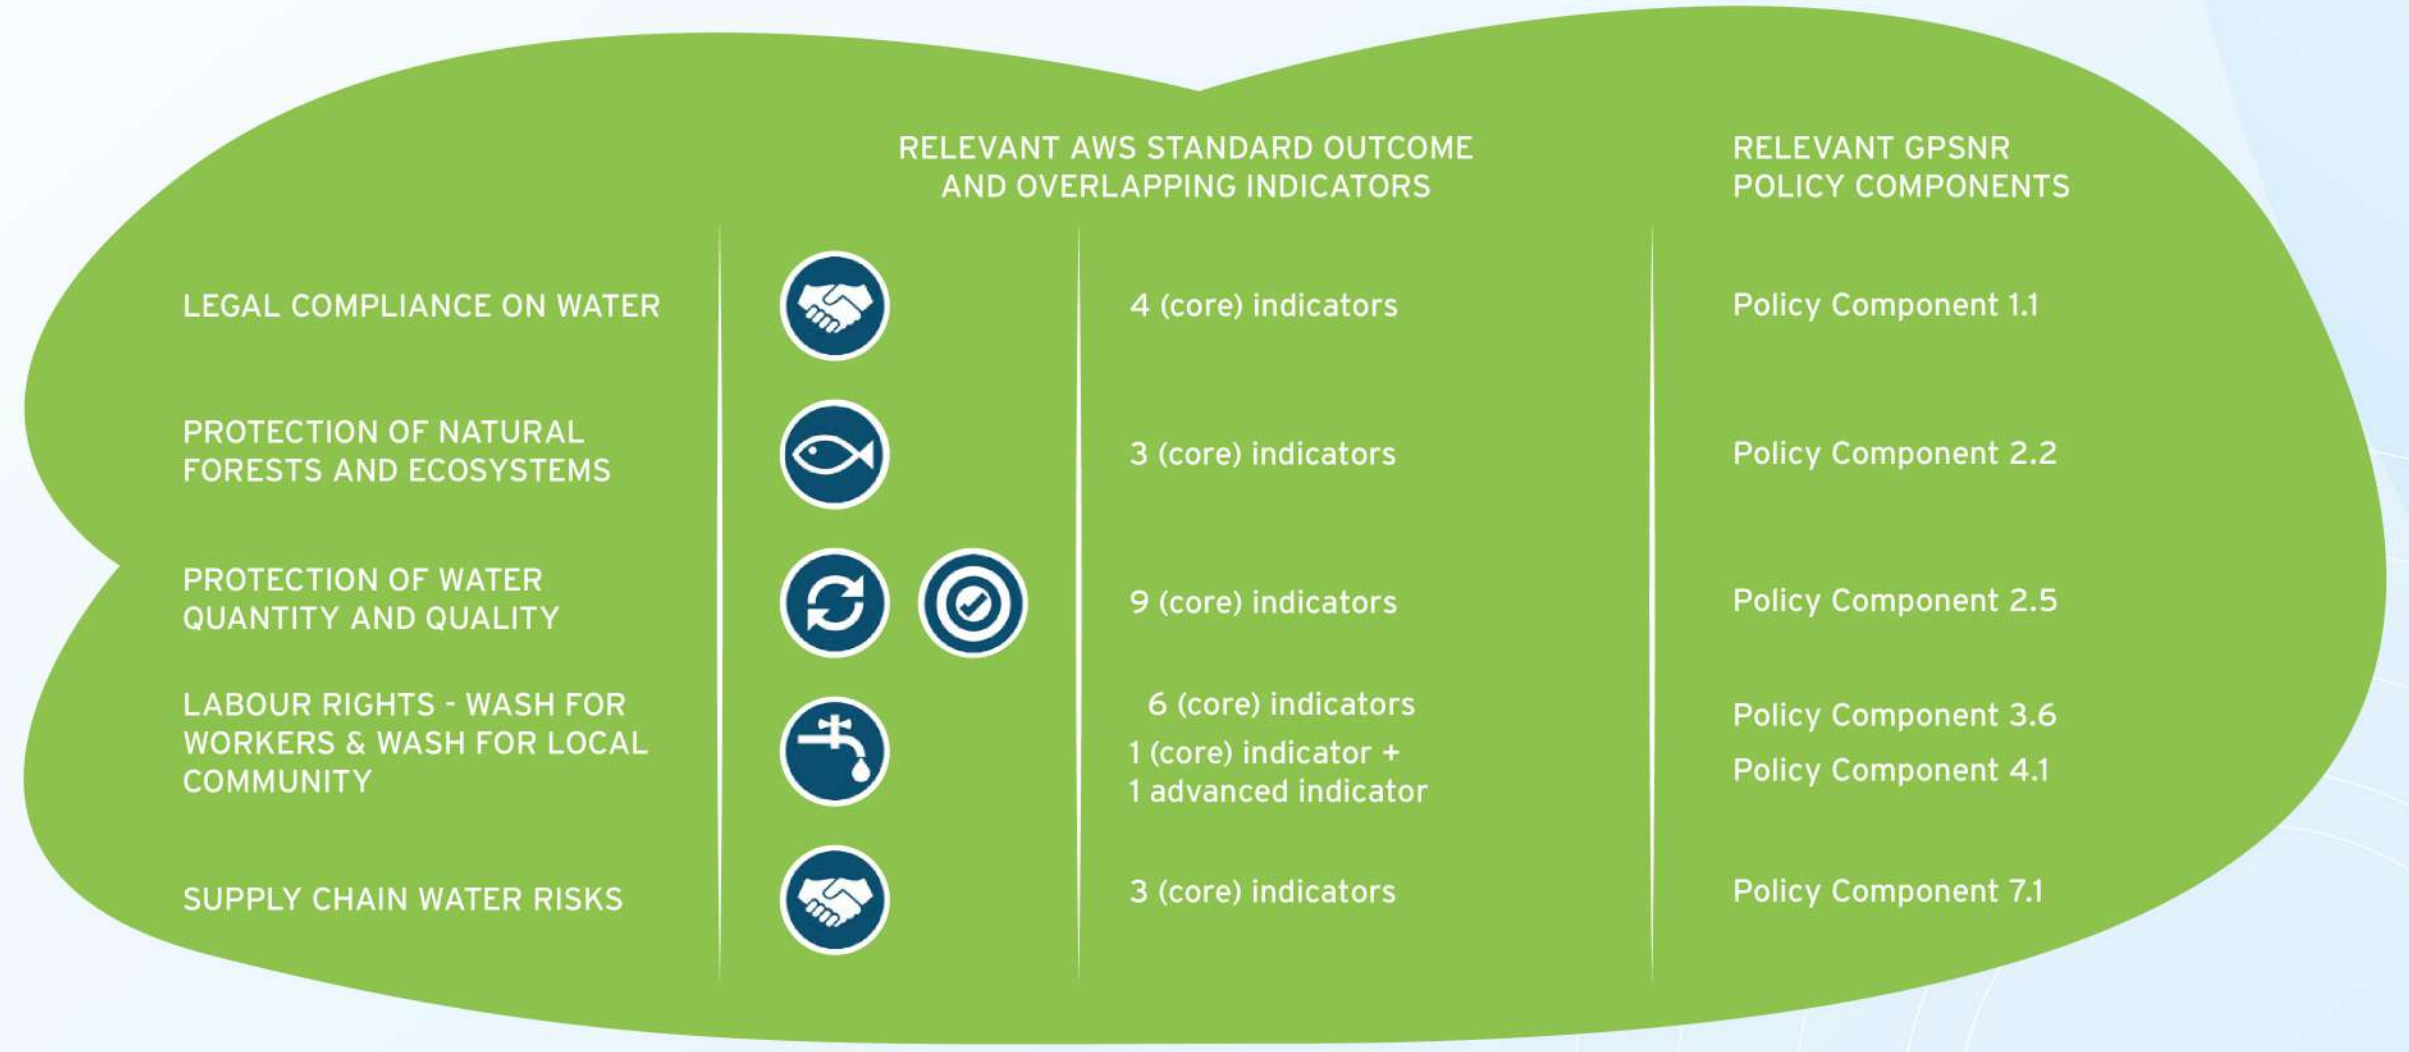 RELEVANT AWS STANDARD OUTCOME
AND OVERLAPPING INDICATORS
RELEVANT GPSNR
POLICY COMPONENTS
LEGAL COMPLIANCE ON WATER
4 (core) indicators
Policy Component 1.1
PROTECTION OF NATURAL
FORESTS AND ECOSYSTEMS
3 (core) indicators
Policy Component 2.2
PROTECTION OF WATER
QUANTITY AND QUALITY
9 (core) indicators
Policy Component 2.5
LABOUR RIGHTS - WASH FOR
WORKERS & WASH FOR LOCAL
COMMUNITY
6 (core) indicators
1 (core) indicator +
1 advanced indicator
Policy Component 3.6
Policy Component 4.1
SUPPLY CHAIN WATER RISKS
3 (core) indicators
Policy Component 7.1